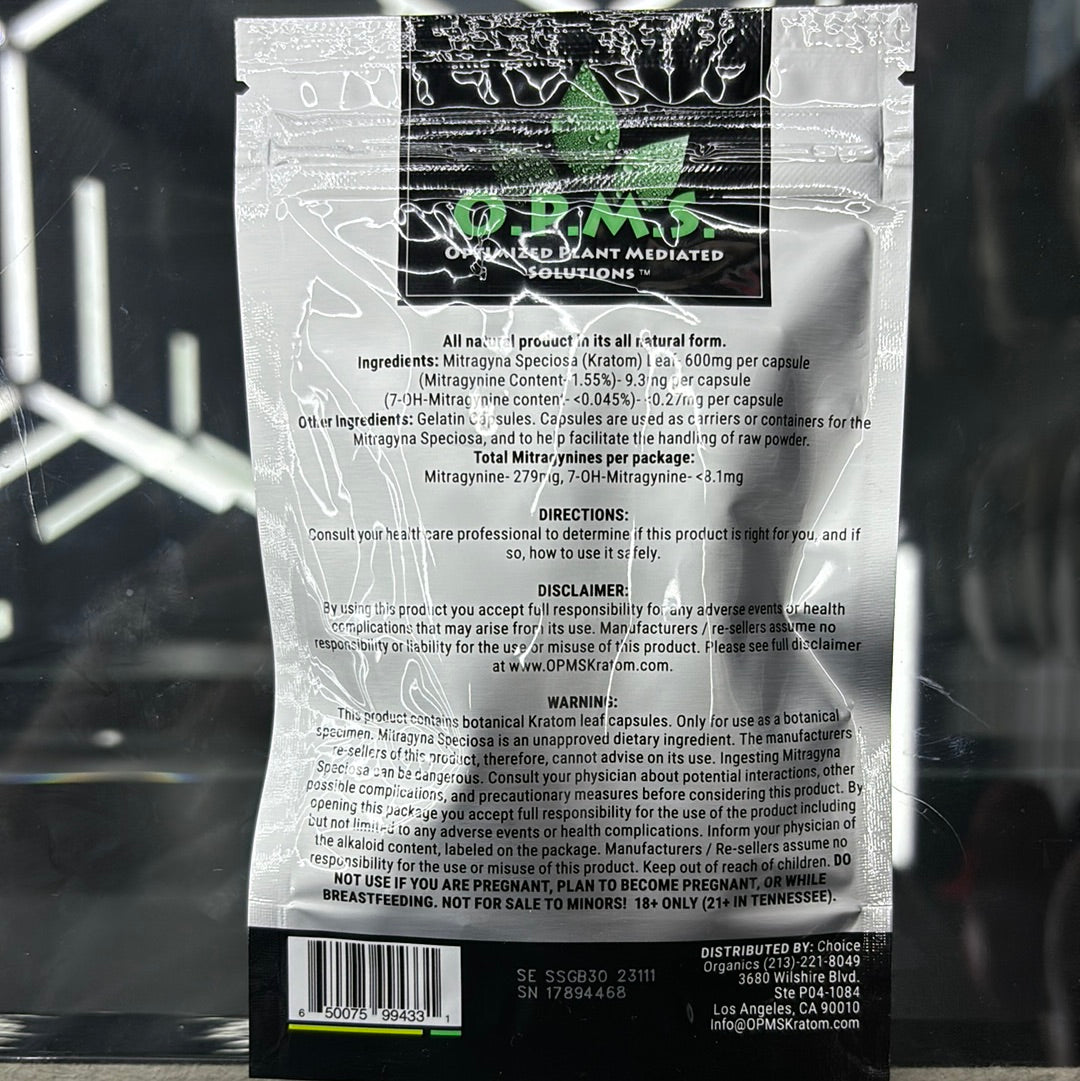 O.P.M.S.
OPTIMIZED PLANT MEDIATED
SOLUTIONS™
All natural product in its all natural form.
Ingredients: Mitragyna Speciosa (Kratom) Leaf- 600mg per capsule
(Mitragynine Content- 1.55%)- 9.3mg per capsule
(7-OH-Mitragynine content- <0.045%)- <0.27mg per capsule
Other Ingredients: Gelatin Capsules. Capsules are used as carriers or containers for the
Mitragyna Speciosa, and to help facilitate the handling of raw powder.
Total Mitragynines per package:
Mitragynine- 279mg, 7-OH-Mitragynine- <8.1mg
DIRECTIONS:
Consult your health care professional to determine if this product is right for you, and if
so, how to use it safely.
DISCLAIMER:
By using this product you accept full responsibility for any adverse events or health
complications that may arise from its use. Manufacturers / re-sellers assume no
responsibility or liability for the use or misuse of this product. Please see full disclaimer
at www.OPMSKratom.com.
WARNING:
This product contains botanical Kratom leaf capsules. Only for use as a botanical
specimen. Mitragyna Speciosa is an unapproved dietary ingredient. The manufacturers
re-sellers of this product, therefore, cannot advise on its use. Ingesting Mitragyna
Speciosa can be dangerous. Consult your physician about potential interactions, other
possible complications, and precautionary measures before considering this product. By
opening this package you accept full responsibility for the use of the product including
but not limited to any adverse events or health complications. Inform your physician of
the alkaloid content, labeled on the package. Manufacturers / Re-sellers assume no
responsibility for the use or misuse of this product. Keep out of reach of children. DO
NOT USE IF YOU ARE PREGNANT, PLAN TO BECOME PREGNANT, OR WHILE
BREASTFEEDING. NOT FOR SALE TO MINORS! 18+ ONLY (21+ IN TENNESSEE).
6 50075 99433 1
SE SSGB30 23111
SN 17894468
DISTRIBUTED BY: Choice
Organics (213)-221-8049
3680 Wilshire Blvd.
Ste P04-1084
Los Angeles, CA 90010
Info@OPMSKratom.com